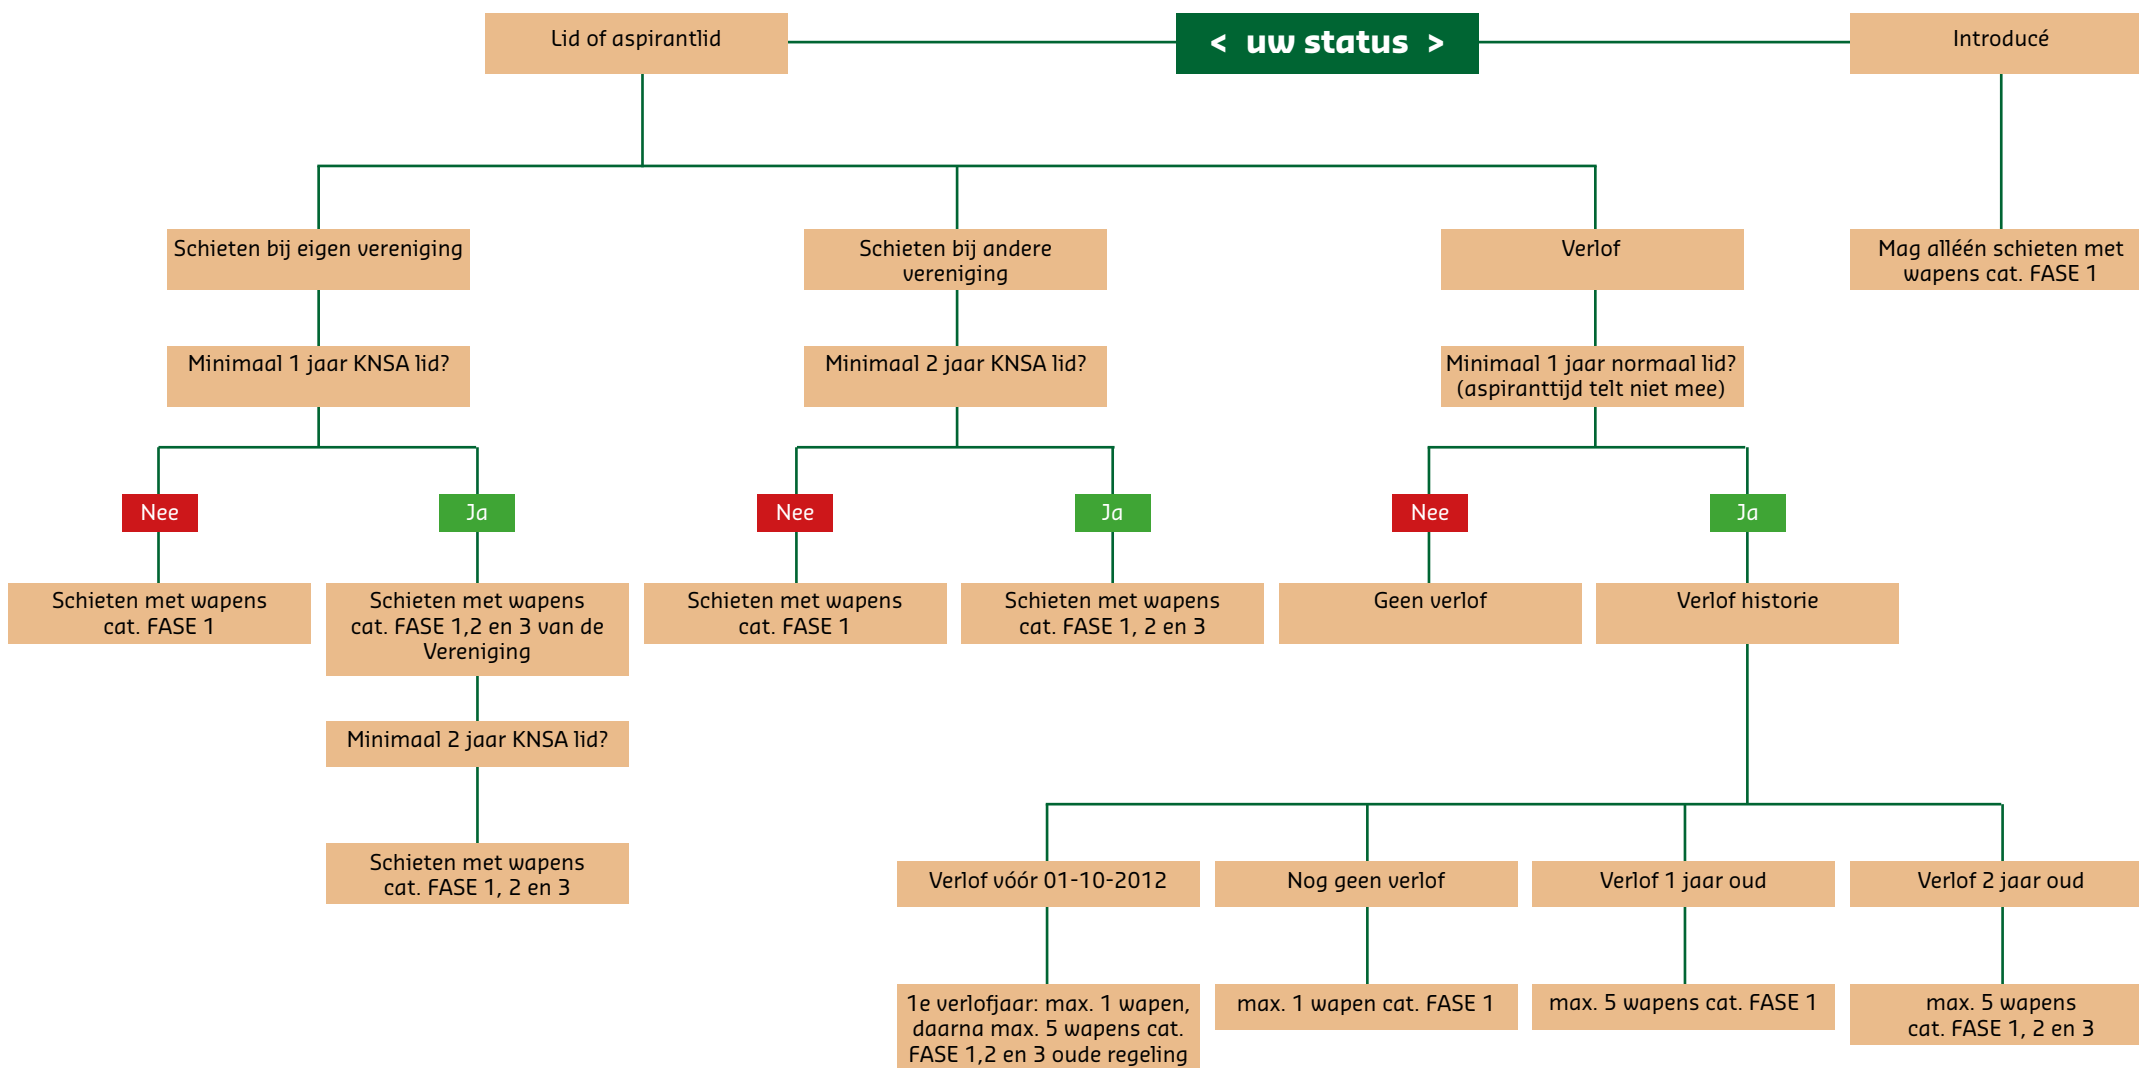 Lid of aspirantlid
< uw status >
Introducé
Schieten bij eigen vereniging
Schieten bij andere
vereniging
Verlof
Mag alléén schieten met
wapens cat. FASE 1
Minimaal 1 jaar KNSA lid?
Minimaal 2 jaar KNSA lid?
Minimaal 1 jaar normaal lid?
(aspiranttijd telt niet mee)
Nee
Ja
Nee
Ja
Nee
Ja
Schieten met wapens
cat. FASE 1
Schieten met wapens
cat. FASE 1,2 en 3 van de
Vereniging
Schieten met wapens
cat. FASE 1
Schieten met wapens
cat. FASE 1, 2 en 3
Geen verlof
Verlof historie
Minimaal 2 jaar KNSA lid?
Schieten met wapens
cat. FASE 1, 2 en 3
Verlof vóór 01-10-2012
Nog geen verlof
Verlof 1 jaar oud
Verlof 2 jaar oud
1e verlofjaar: max. 1 wapen,
daarna max. 5 wapens cat.
FASE 1,2 en 3 oude regeling
max. 1 wapen cat. FASE 1
max. 5 wapens cat. FASE 1
max. 5 wapens
cat. FASE 1, 2 en 3